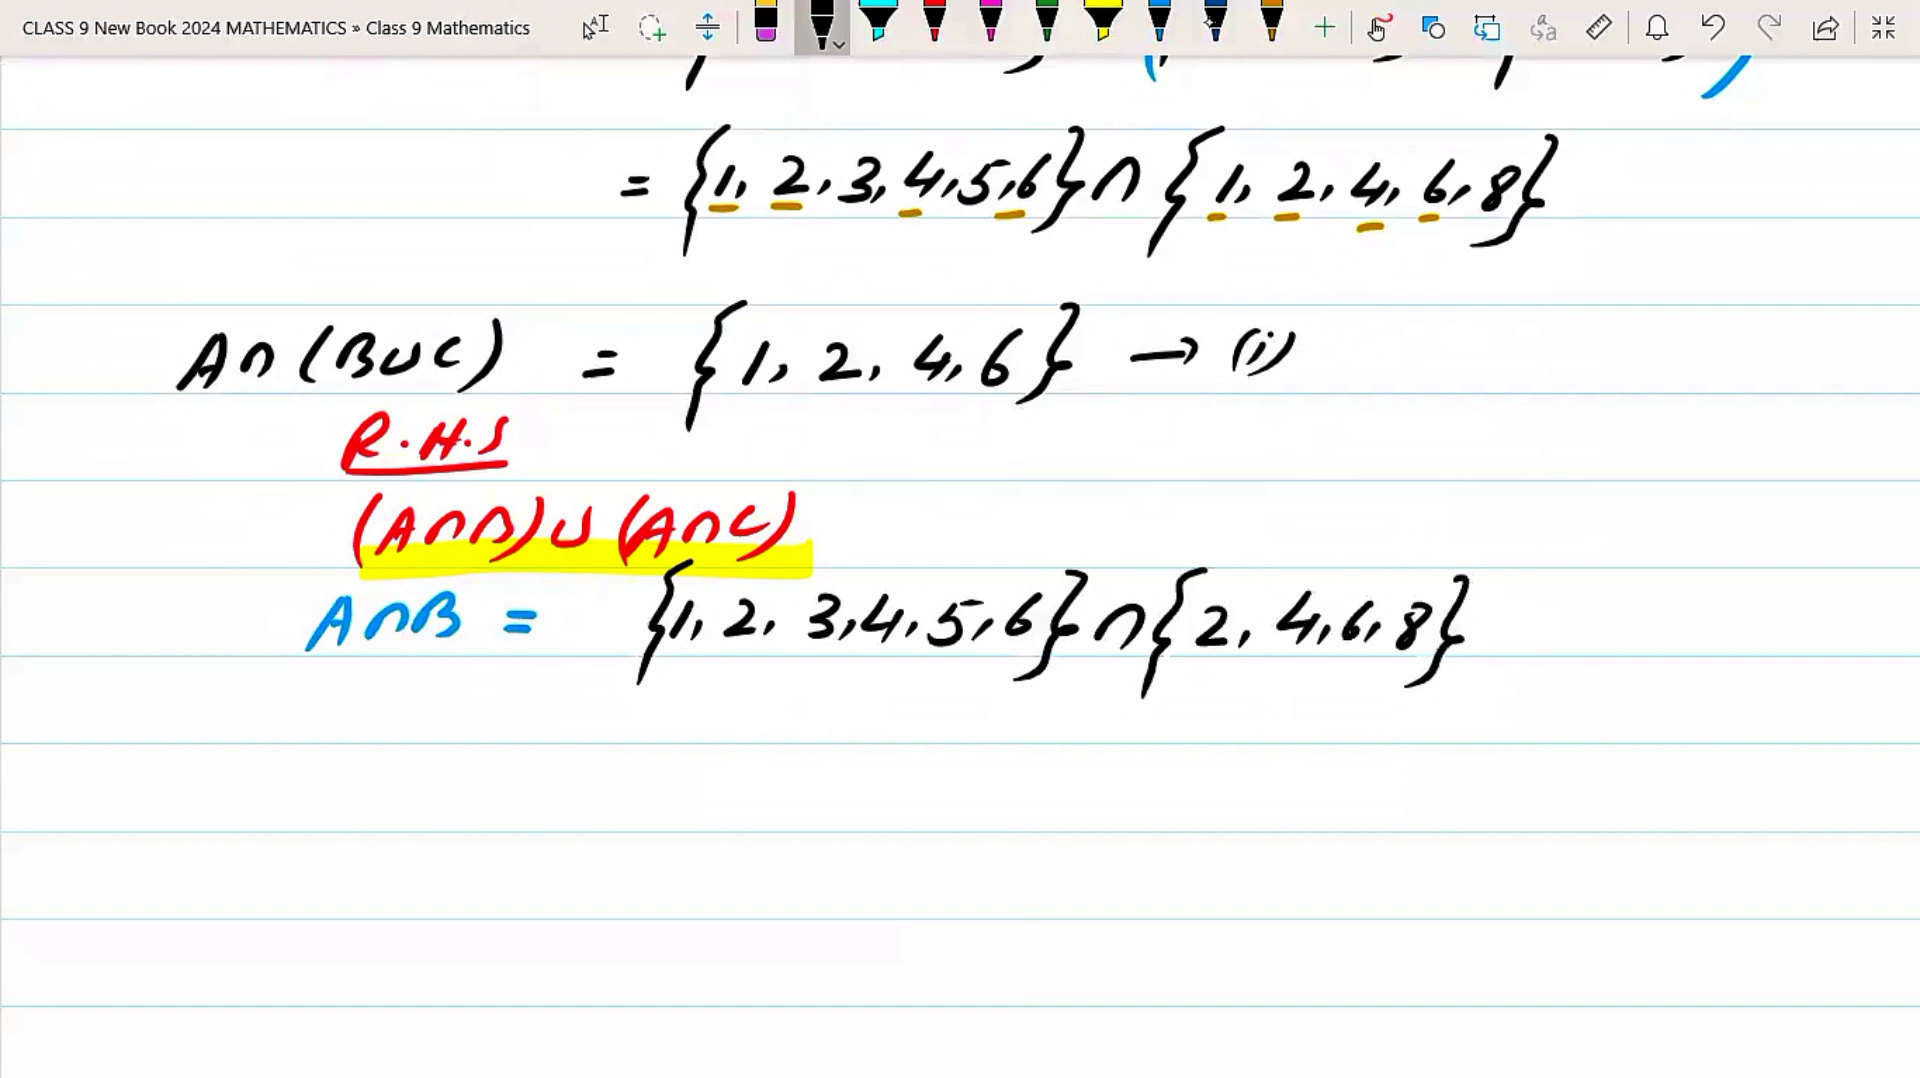 CLASS 9 New Book 2024 MATHEMATICS » Class 9 Mathematics
= {1, 2, 3, 4, 5, 6} ∩ {1, 2, 4, 6, 8}
A∩(B∪C) = {1, 2, 4, 6} → (i)
R.H.S
(A∩B)∪(A∩C)
A∩B = {1, 2, 3, 4, 5, 6} ∩ {2, 4, 6, 8}